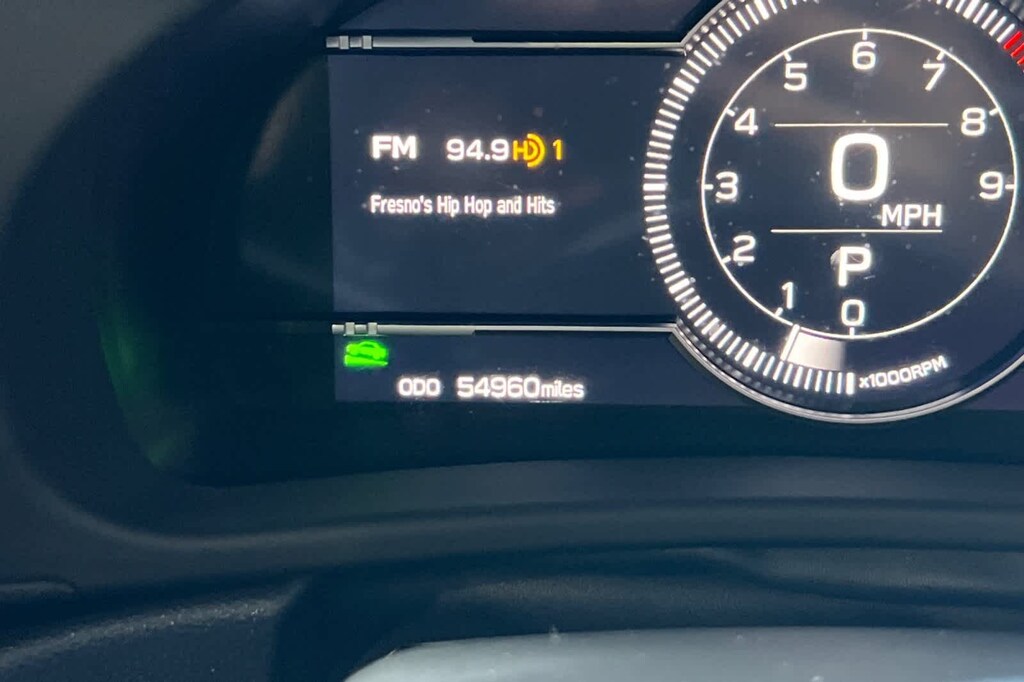 FM 94.9 HD 1
Fresno's Hip Hop and Hits
ODO 54960miles
6
5 7
4 8
3 9
2
1
0
0
MPH
P
x1000RPM